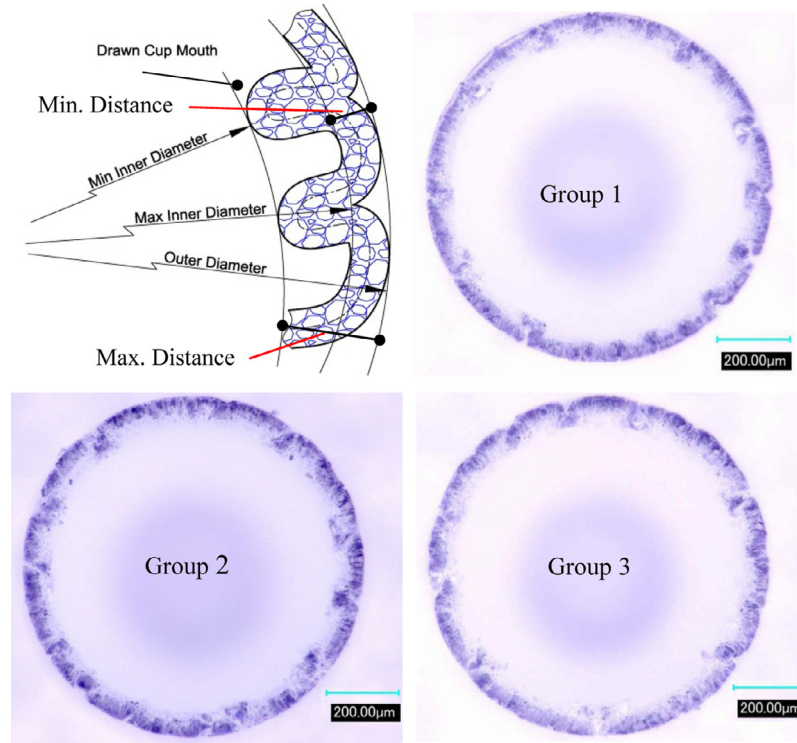 Drawn Cup Mouth
Min. Distance
Min Inner Diameter
Max Inner Diameter
Outer Diameter
Max. Distance
Group 1
200.00µm
Group 2
200.00µm
Group 3
200.00µm